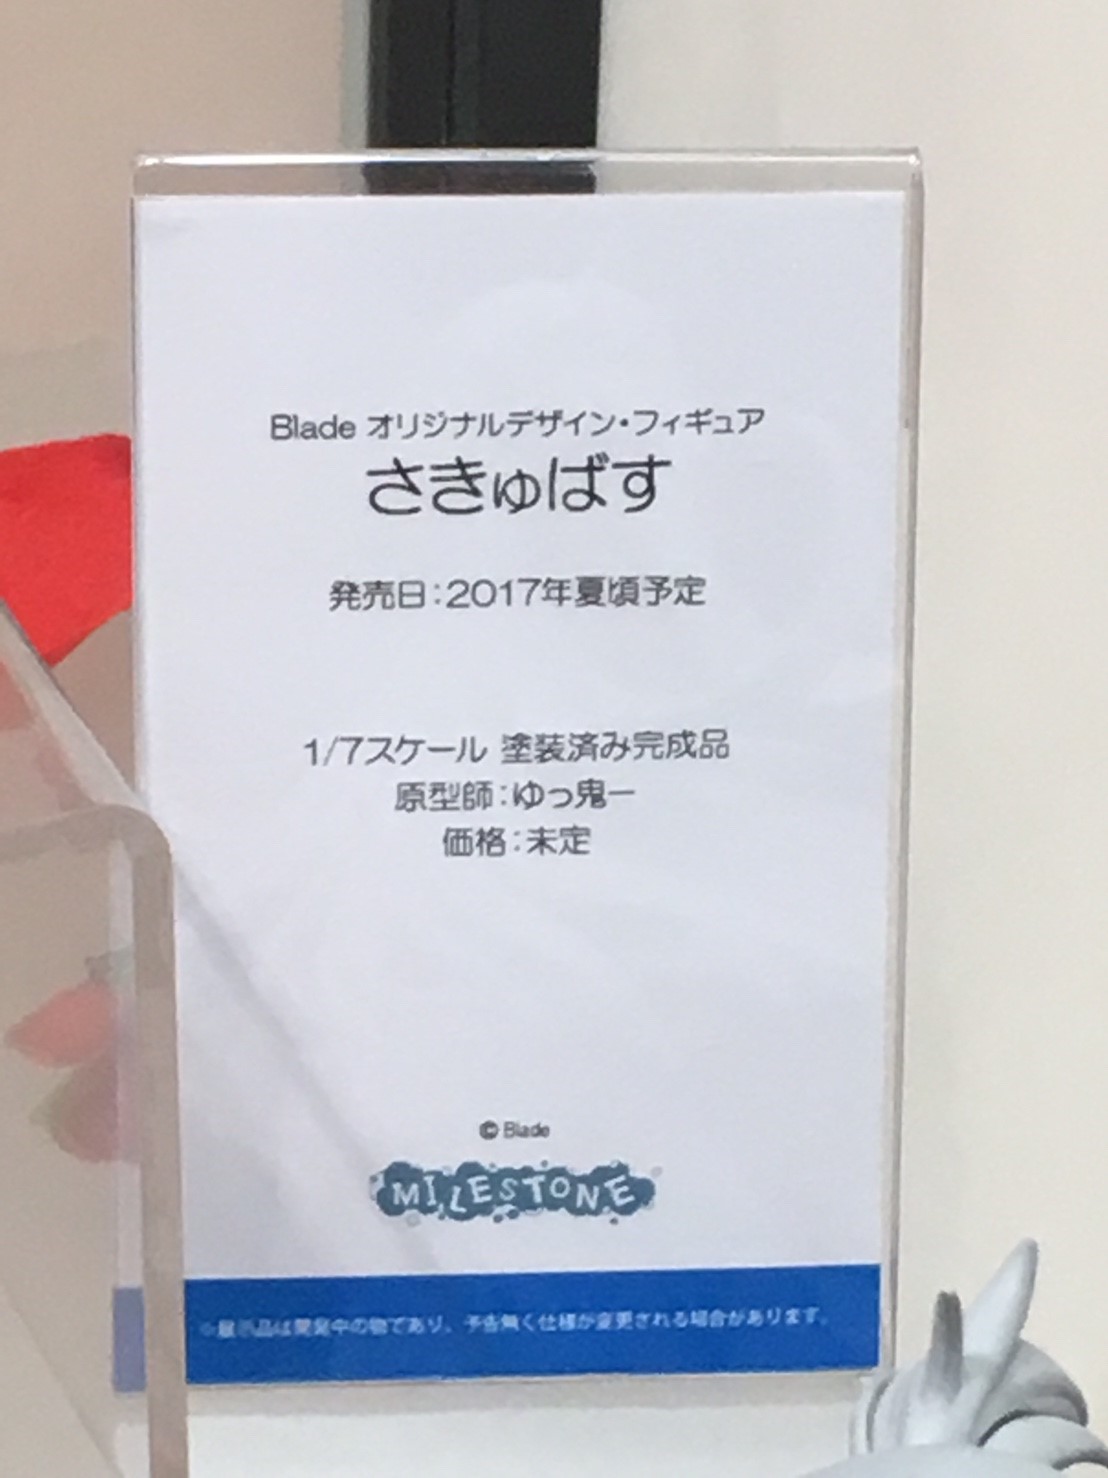 Blade オリジナルデザイン・フィギュア
さきゅばす
発売日：2017年夏頃予定
1/7スケール 塗装済み完成品
原型師：ゆっ鬼一
価格：未定
© Blade
MILESTONE
※展示品は開発中の物であり、予告無く仕様が変更される場合があります。